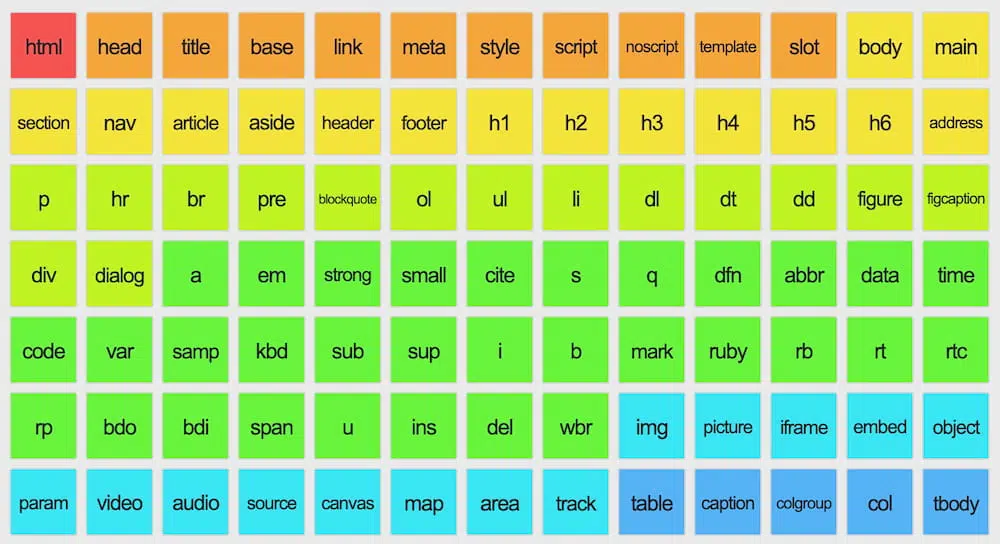 html head title base link meta style script noscript template slot body main
section nav article aside header footer h1 h2 h3 h4 h5 h6 address
p hr br pre blockquote ol ul li dl dt dd figure figcaption
div dialog a em strong small cite s q dfn abbr data time
code var samp kbd sub sup i b mark ruby rb rt rtc
rp bdo bdi span u ins del wbr img picture iframe embed object
param video audio source canvas map area track table caption colgroup col tbody